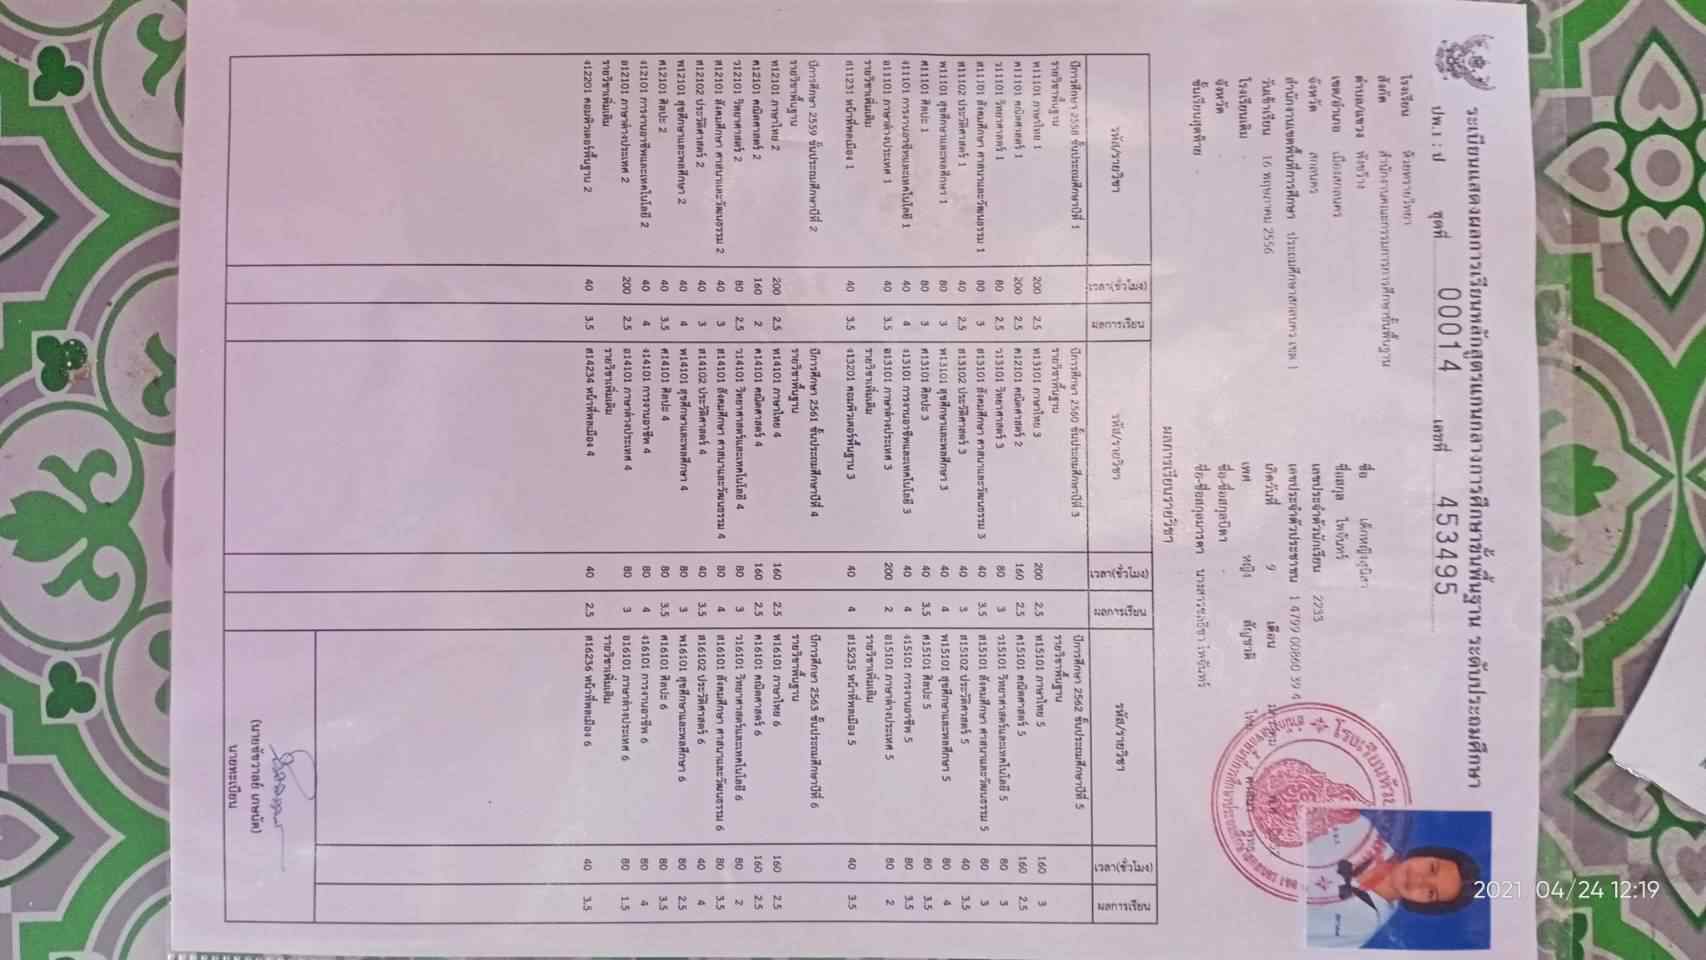 ระเบียนแสดงผลการเรียนหลักสูตรแกนกลางการศึกษาขั้นพื้นฐาน ระดับประถมศึกษา
ปพ.1 : ป ชุดที่ 00014 เลขที่ 453495
โรงเรียน ห้วยทรายวิทยา
สังกัด สำนักงานคณะกรรมการการศึกษาขั้นพื้นฐาน
ตำบล/แขวง พังขว้าง
เขต/อำเภอ เมืองสกลนคร
จังหวัด สกลนคร
สำนักงานเขตพื้นที่การศึกษา ประถมศึกษาสกลนคร เขต 1
วันเข้าเรียน 16 พฤษภาคม 2556
โรงเรียนเดิม
จังหวัด
ชั้นเรียนสุดท้าย
ชื่อ เด็กหญิงสุนิสา
ชื่อสกุล ไพจันทร์
เลขประจำตัวนักเรียน 2233
เลขประจำตัวประชาชน
เกิดวันที่ 9 เดือน
เพศ หญิง สัญชาติ ไทย
ชื่อ-ชื่อสกุลบิดา
ชื่อ-ชื่อสกุลมารดา นางสาว ไพจันทร์
ผลการเรียนรายวิชา
รหัส/รายวิชา เวลา(ชั่วโมง) ผลการเรียน
ปีการศึกษา 2558 ชั้นประถมศึกษาปีที่ 1
รายวิชาพื้นฐาน
ท11101 ภาษาไทย 1 200 2.5
ค11101 คณิตศาสตร์ 1 200 2.5
ว11101 วิทยาศาสตร์ 1 80 2.5
ส11101 สังคมศึกษา ศาสนาและวัฒนธรรม 1 80 3
ส11102 ประวัติศาสตร์ 1 40 2.5
พ11101 สุขศึกษาและพลศึกษา 1 80 3
ศ11101 ศิลปะ 1 80 3
ง11101 การงานอาชีพและเทคโนโลยี 1 40 4
อ11101 ภาษาต่างประเทศ 1 40 3.5
รายวิชาเพิ่มเติม
ส11231 หน้าที่พลเมือง 1 40 3.5
ปีการศึกษา 2559 ชั้นประถมศึกษาปีที่ 2
รายวิชาพื้นฐาน
ท12101 ภาษาไทย 2 200 2.5
ค12101 คณิตศาสตร์ 2 160 2
ว12101 วิทยาศาสตร์ 2 80 2.5
ส12101 สังคมศึกษา ศาสนาและวัฒนธรรม 2 40 3
ส12102 ประวัติศาสตร์ 2 40 3
พ12101 สุขศึกษาและพลศึกษา 2 40 4
ศ12101 ศิลปะ 2 40 3.5
ง12101 การงานอาชีพและเทคโนโลยี 2 40 4
อ12101 ภาษาต่างประเทศ 2 200 2.5
รายวิชาเพิ่มเติม
ง12201 คอมพิวเตอร์พื้นฐาน 2 40 3.5
รหัส/รายวิชา เวลา(ชั่วโมง) ผลการเรียน
ปีการศึกษา 2560 ชั้นประถมศึกษาปีที่ 3
รายวิชาพื้นฐาน
ท13101 ภาษาไทย 3 200 2.5
ค12101 คณิตศาสตร์ 2 160 2.5
ว13101 วิทยาศาสตร์ 3 80 3
ส13101 สังคมศึกษา ศาสนาและวัฒนธรรม 3 40 3.5
ส13102 ประวัติศาสตร์ 3 40 3
พ13101 สุขศึกษาและพลศึกษา 3 40 4
ศ13101 ศิลปะ 3 40 3.5
ง13101 การงานอาชีพและเทคโนโลยี 3 40 4
อ13101 ภาษาต่างประเทศ 3 200 2
รายวิชาเพิ่มเติม
ง13201 คอมพิวเตอร์พื้นฐาน 3 40 4
ปีการศึกษา 2561 ชั้นประถมศึกษาปีที่ 4
รายวิชาพื้นฐาน
ท14101 ภาษาไทย 4 160 2.5
ค14101 คณิตศาสตร์ 4 160 2.5
ว14101 วิทยาศาสตร์และเทคโนโลยี 4 80 3
ส14101 สังคมศึกษา ศาสนาและวัฒนธรรม 4 80 4
ส14102 ประวัติศาสตร์ 4 40 3.5
พ14101 สุขศึกษาและพลศึกษา 4 80 3
ศ14101 ศิลปะ 4 80 3.5
ง14101 การงานอาชีพ 4 80 4
อ14101 ภาษาต่างประเทศ 4 80 3
รายวิชาเพิ่มเติม
ส14234 หน้าที่พลเมือง 4 40 2.5
รหัส/รายวิชา เวลา(ชั่วโมง) ผลการเรียน
ปีการศึกษา 2562 ชั้นประถมศึกษาปีที่ 5
รายวิชาพื้นฐาน
ท15101 ภาษาไทย 5 160 3
ค15101 คณิตศาสตร์ 5 160 2.5
ว15101 วิทยาศาสตร์และเทคโนโลยี 5 80 3
ส15101 สังคมศึกษา ศาสนาและวัฒนธรรม 5 80 3
ส15102 ประวัติศาสตร์ 5 40 3.5
พ15101 สุขศึกษาและพลศึกษา 5 80 4
ศ15101 ศิลปะ 5 80 3.5
ง15101 การงานอาชีพ 5 80 3.5
อ15101 ภาษาต่างประเทศ 5 80 2
รายวิชาเพิ่มเติม
ส15235 หน้าที่พลเมือง 5 40 3.5
ปีการศึกษา 2563 ชั้นประถมศึกษาปีที่ 6
รายวิชาพื้นฐาน
ท16101 ภาษาไทย 6 160 2.5
ค16101 คณิตศาสตร์ 6 160 2.5
ว16101 วิทยาศาสตร์และเทคโนโลยี 6 80 2
ส16101 สังคมศึกษา ศาสนาและวัฒนธรรม 6 80 3.5
ส16102 ประวัติศาสตร์ 6 40 4
พ16101 สุขศึกษาและพลศึกษา 6 80 2.5
ศ16101 ศิลปะ 6 80 3.5
ง16101 การงานอาชีพ 6 80 4
อ16101 ภาษาต่างประเทศ 6 80 1.5
รายวิชาเพิ่มเติม
ส16236 หน้าที่พลเมือง 6 40 3.5
(นายชัชวาลย์ เกษนัด)
นายทะเบียน
2021 04/24 12:19